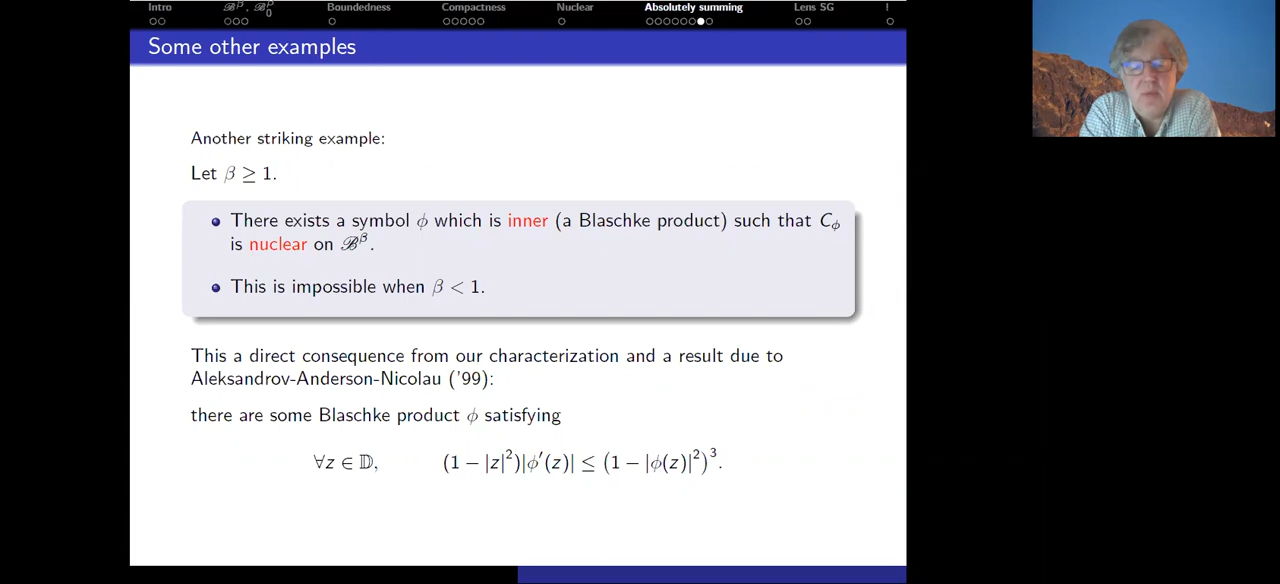 Intro ℬ^β, ℬ^β_0 Boundedness Compactness Nuclear Absolutely summing Lens SG !
Some other examples
Another striking example:
Let β ≥ 1.
There exists a symbol ϕ which is inner (a Blaschke product) such that C_ϕ
is nuclear on ℬ^β.
This is impossible when β < 1.
This a direct consequence from our characterization and a result due to
Aleksandrov-Anderson-Nicolau ('99):
there are some Blaschke product ϕ satisfying
∀z ∈ 𝔻, (1 − |z|²)|ϕ′(z)| ≤ (1 − |ϕ(z)|²)³.